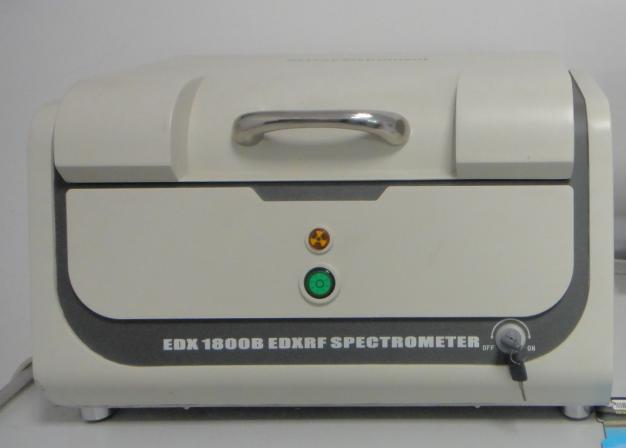 EDX 1800B EDXRF SPECTROMETER
OFF
ON